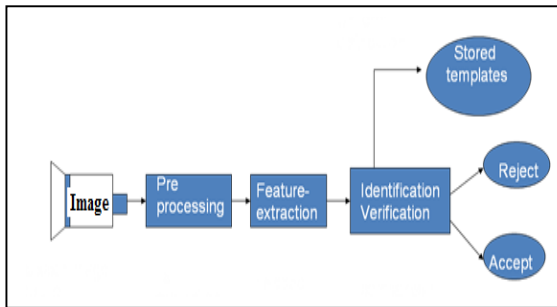 Stored
templates
Image
Pre
processing
Feature-
extraction
Identification
Verification
Reject
Accept